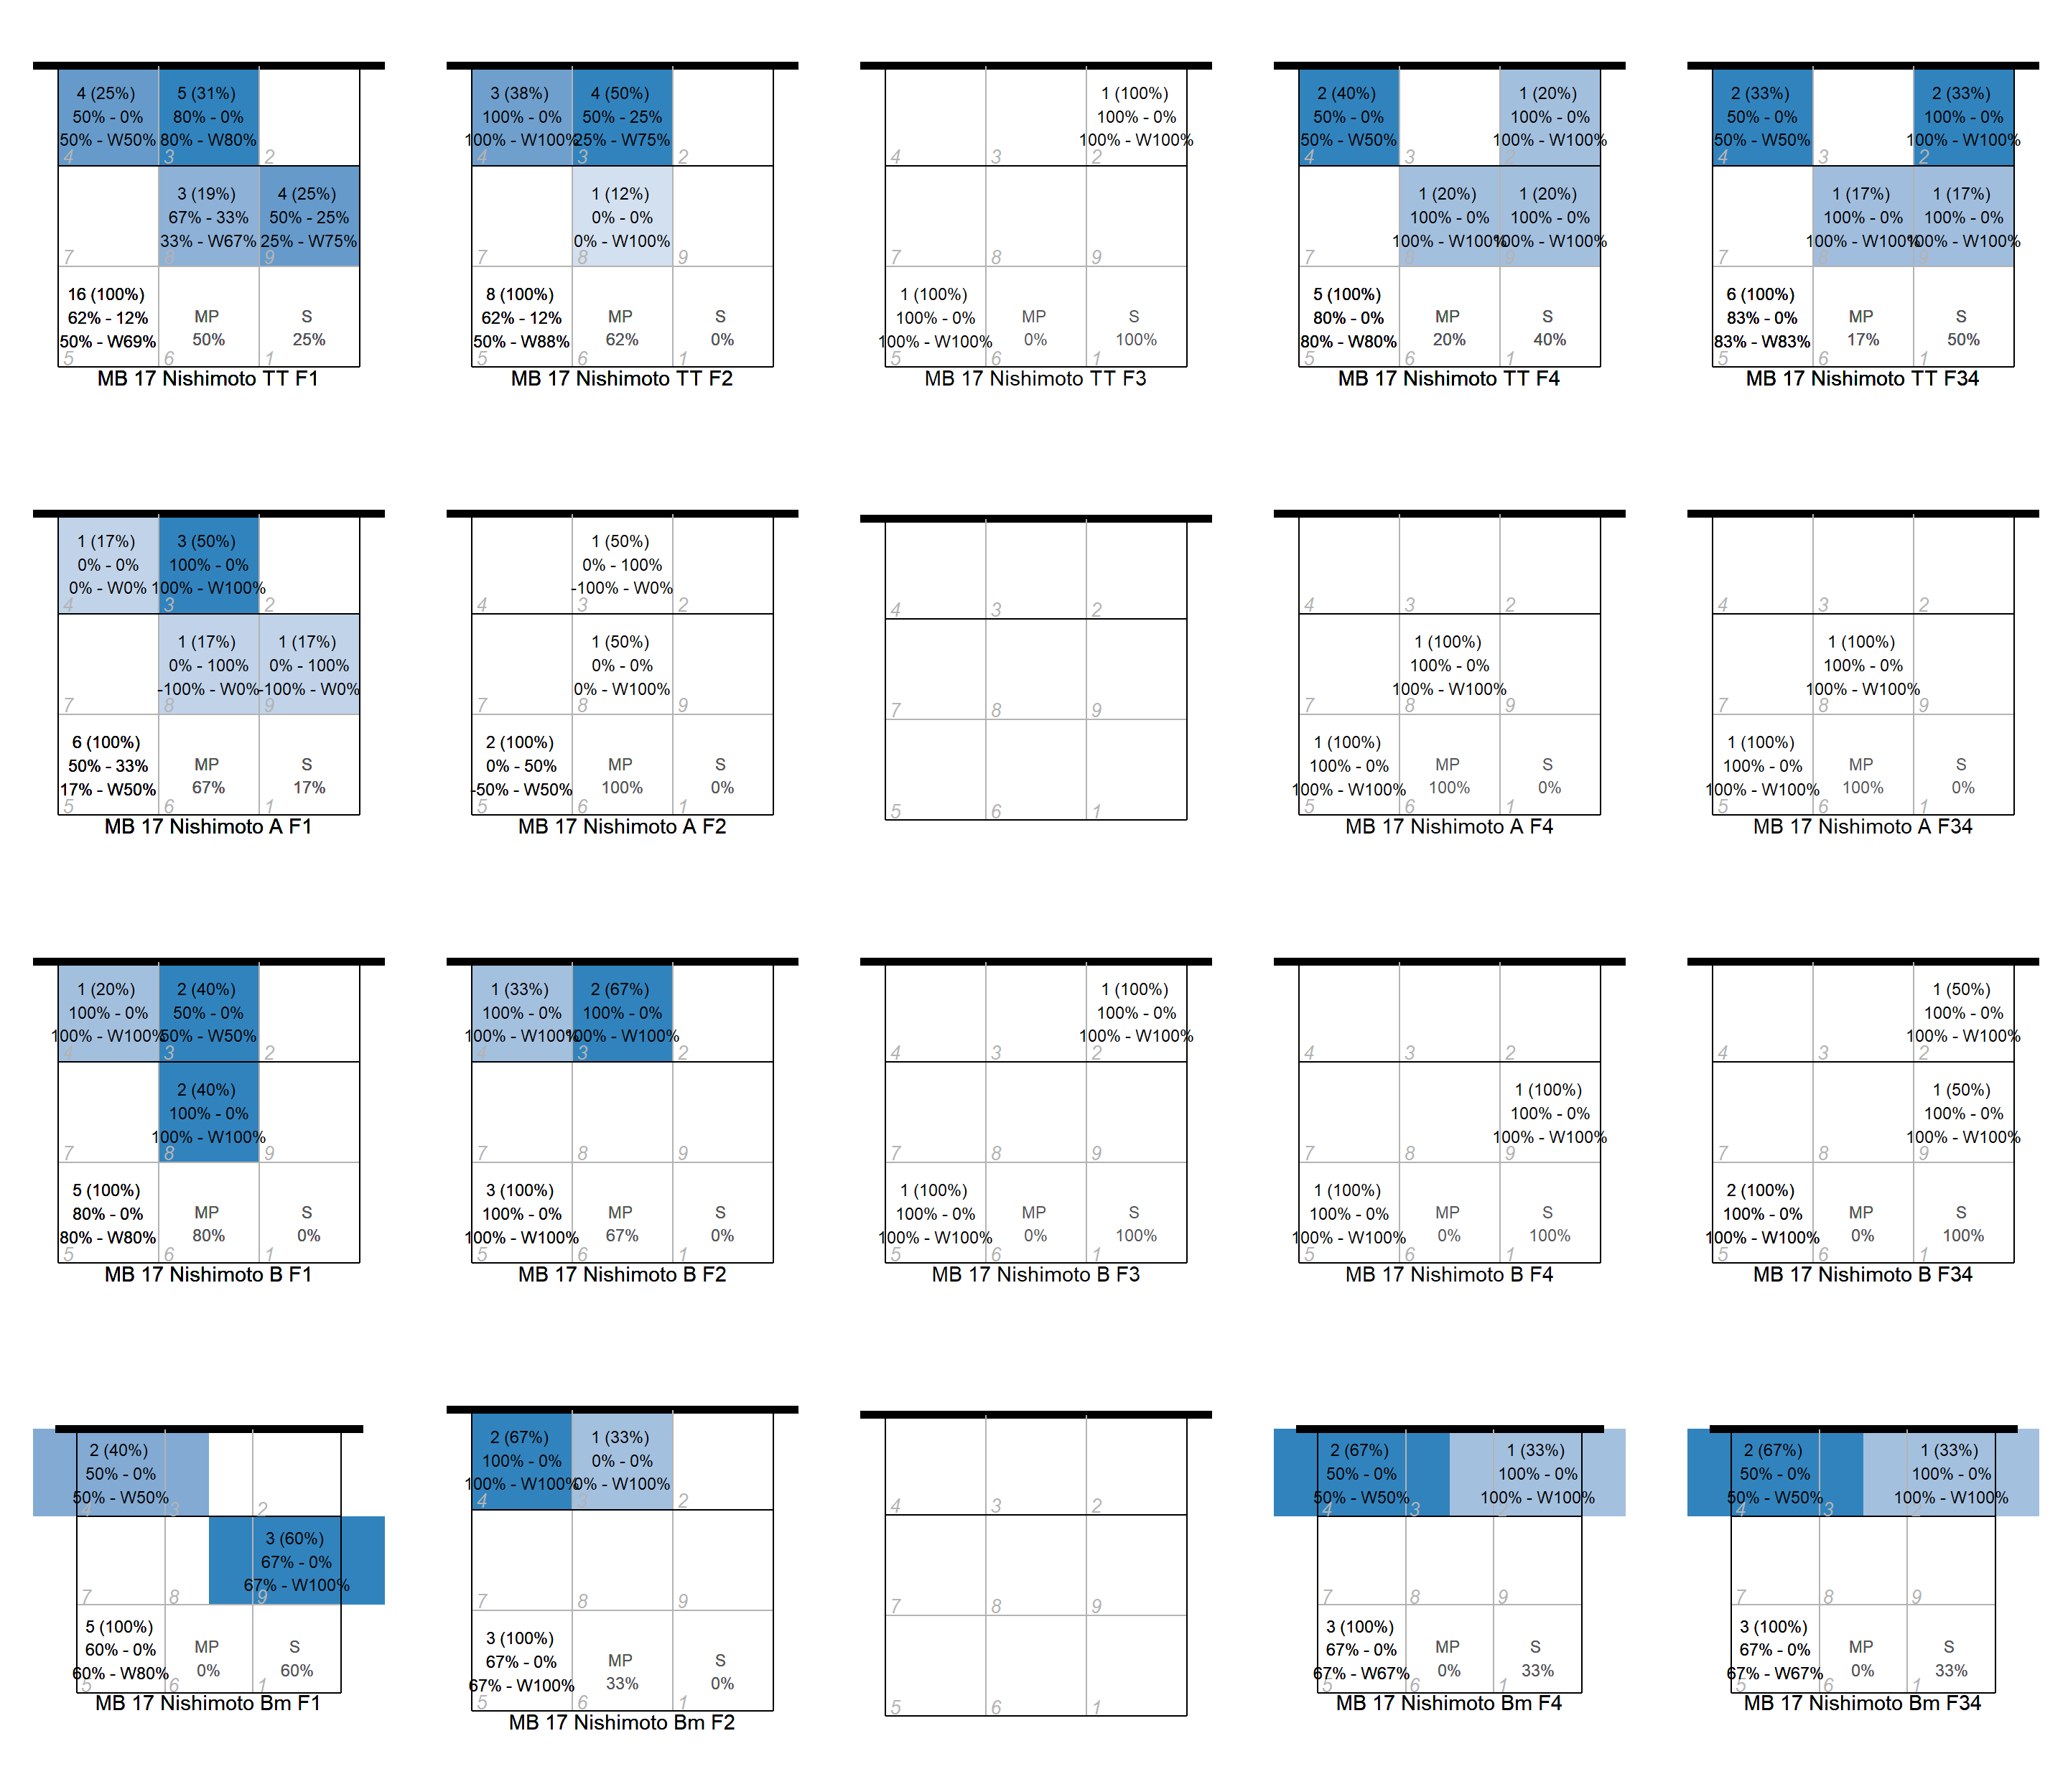 4 (25%)
50% - 0%
50% - W50%
4
5 (31%)
80% - 0%
80% - W80%
3
2
7
3 (19%)
67% - 33%
33% - W67%
8
4 (25%)
50% - 25%
25% - W75%
9
16 (100%)
62% - 12%
50% - W69%
5
MP
50%
6
S
25%
1
MB 17 Nishimoto TT F1
3 (38%)
100% - 0%
100% - W100%
4
4 (50%)
50% - 25%
25% - W75%
3
2
7
1 (12%)
0% - 0%
0% - W100%
8
9
8 (100%)
62% - 12%
50% - W88%
5
MP
62%
6
S
0%
1
MB 17 Nishimoto TT F2
4
3
1 (100%)
100% - 0%
100% - W100%
2
7
8
9
1 (100%)
100% - 0%
100% - W100%
5
MP
0%
6
S
100%
1
MB 17 Nishimoto TT F3
2 (40%)
50% - 0%
50% - W50%
4
3
1 (20%)
100% - 0%
100% - W100%
2
7
1 (20%)
100% - 0%
100% - W100%
8
1 (20%)
100% - 0%
100% - W100%
9
5 (100%)
80% - 0%
80% - W80%
5
MP
20%
6
S
40%
1
MB 17 Nishimoto TT F4
2 (33%)
50% - 0%
50% - W50%
4
3
2 (33%)
100% - 0%
100% - W100%
2
7
1 (17%)
100% - 0%
100% - W100%
8
1 (17%)
100% - 0%
100% - W100%
9
6 (100%)
83% - 0%
83% - W83%
5
MP
17%
6
S
50%
1
MB 17 Nishimoto TT F34
1 (17%)
0% - 0%
0% - W0%
4
3 (50%)
100% - 0%
100% - W100%
3
2
7
1 (17%)
0% - 100%
-100% - W0%
8
1 (17%)
0% - 100%
-100% - W0%
9
6 (100%)
50% - 33%
17% - W50%
5
MP
67%
6
S
17%
1
MB 17 Nishimoto A F1
4
1 (50%)
0% - 100%
-100% - W0%
3
2
7
1 (50%)
0% - 0%
0% - W100%
8
9
2 (100%)
0% - 50%
-50% - W50%
5
MP
100%
6
S
0%
1
MB 17 Nishimoto A F2
4
3
2
7
8
9
5
6
1
4
3
2
7
1 (100%)
100% - 0%
100% - W100%
8
9
1 (100%)
100% - 0%
100% - W100%
5
MP
100%
6
S
0%
1
MB 17 Nishimoto A F4
4
3
2
7
1 (100%)
100% - 0%
100% - W100%
8
9
1 (100%)
100% - 0%
100% - W100%
5
MP
100%
6
S
0%
1
MB 17 Nishimoto A F34
1 (20%)
100% - 0%
100% - W100%
4
2 (40%)
50% - 0%
50% - W50%
3
2
7
2 (40%)
100% - 0%
100% - W100%
8
9
5 (100%)
80% - 0%
80% - W80%
5
MP
80%
6
S
0%
1
MB 17 Nishimoto B F1
1 (33%)
100% - 0%
100% - W100%
4
2 (67%)
100% - 0%
100% - W100%
3
2
7
8
9
3 (100%)
100% - 0%
100% - W100%
5
MP
67%
6
S
0%
1
MB 17 Nishimoto B F2
4
3
1 (100%)
100% - 0%
100% - W100%
2
7
8
9
1 (100%)
100% - 0%
100% - W100%
5
MP
0%
6
S
100%
1
MB 17 Nishimoto B F3
4
3
2
7
8
1 (100%)
100% - 0%
100% - W100%
9
1 (100%)
100% - 0%
100% - W100%
5
MP
0%
6
S
100%
1
MB 17 Nishimoto B F4
4
3
1 (50%)
100% - 0%
100% - W100%
2
7
8
1 (50%)
100% - 0%
100% - W100%
9
2 (100%)
100% - 0%
100% - W100%
5
MP
0%
6
S
100%
1
MB 17 Nishimoto B F34
2 (40%)
50% - 0%
50% - W50%
4
3
2
7
8
3 (60%)
67% - 0%
67% - W100%
9
5 (100%)
60% - 0%
60% - W80%
5
MP
0%
6
S
60%
1
MB 17 Nishimoto Bm F1
2 (67%)
100% - 0%
100% - W100%
4
1 (33%)
0% - 0%
0% - W100%
3
2
7
8
9
3 (100%)
67% - 0%
67% - W100%
5
MP
33%
6
S
0%
1
MB 17 Nishimoto Bm F2
4
3
2
7
8
9
5
6
1
2 (67%)
50% - 0%
50% - W50%
4
3
1 (33%)
100% - 0%
100% - W100%
2
7
8
9
3 (100%)
67% - 0%
67% - W67%
5
MP
0%
6
S
33%
1
MB 17 Nishimoto Bm F4
2 (67%)
50% - 0%
50% - W50%
4
3
1 (33%)
100% - 0%
100% - W100%
2
7
8
9
3 (100%)
67% - 0%
67% - W67%
5
MP
0%
6
S
33%
1
MB 17 Nishimoto Bm F34